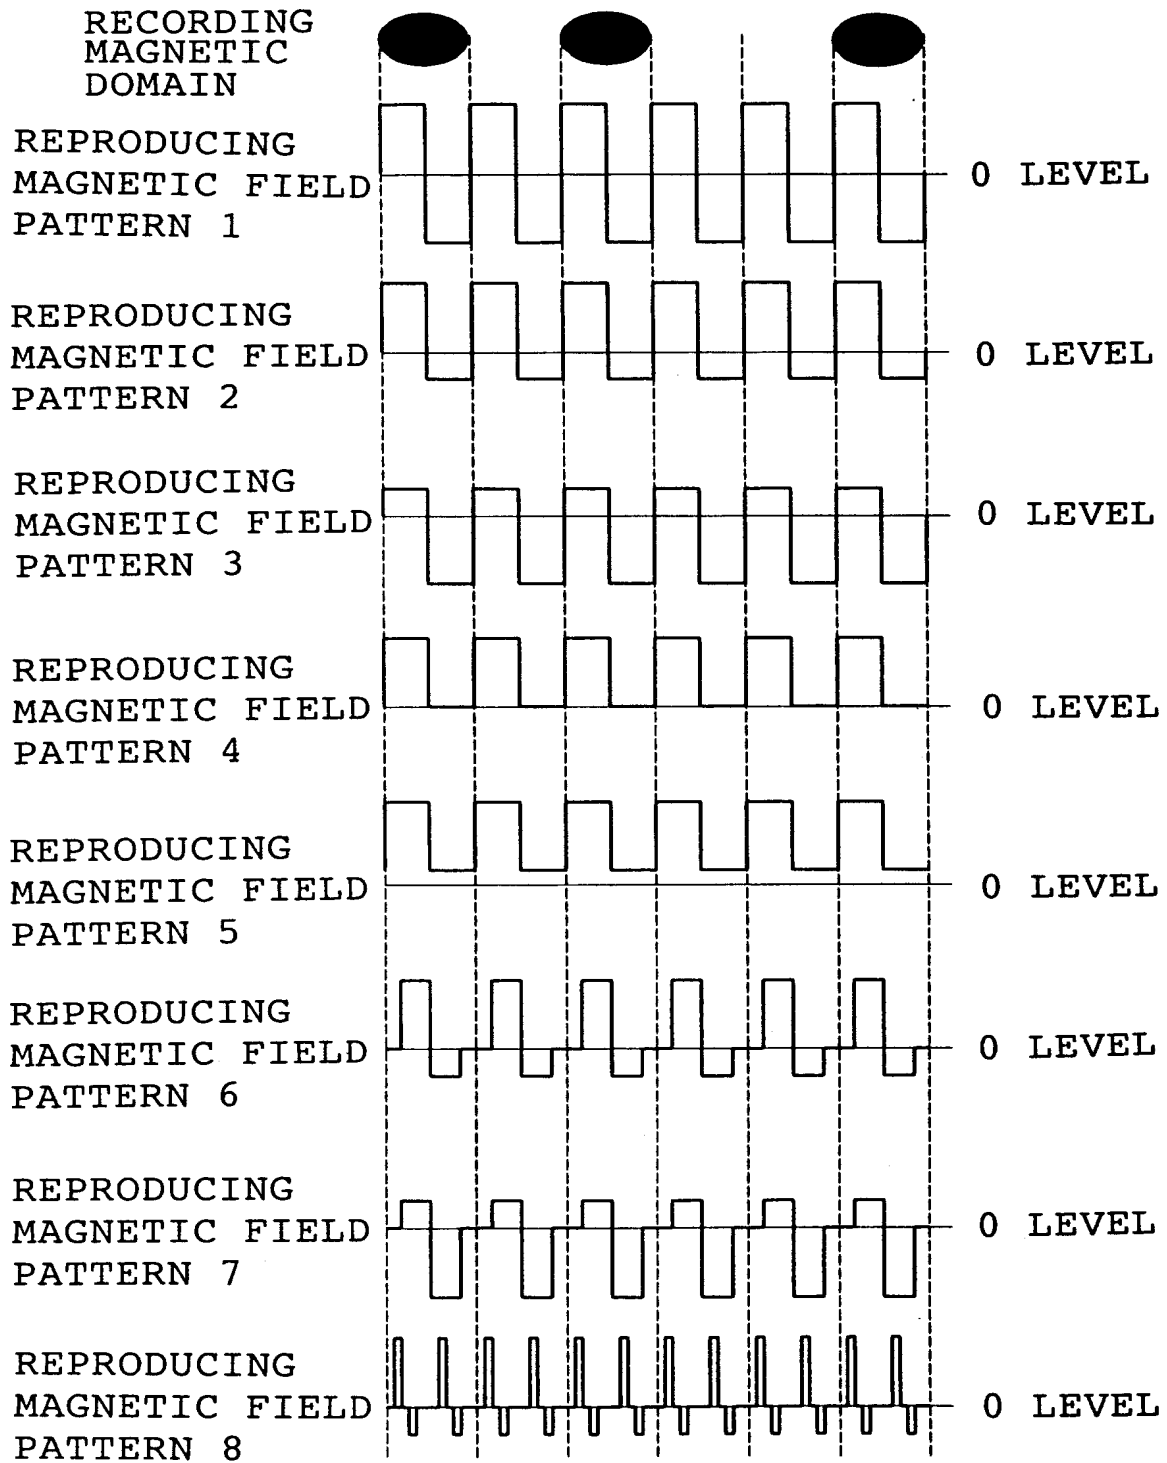 RECORDING
MAGNETIC
DOMAIN
REPRODUCING
MAGNETIC FIELD
PATTERN 1
0 LEVEL
REPRODUCING
MAGNETIC FIELD
PATTERN 2
0 LEVEL
REPRODUCING
MAGNETIC FIELD
PATTERN 3
0 LEVEL
REPRODUCING
MAGNETIC FIELD
PATTERN 4
0 LEVEL
REPRODUCING
MAGNETIC FIELD
PATTERN 5
0 LEVEL
REPRODUCING
MAGNETIC FIELD
PATTERN 6
0 LEVEL
REPRODUCING
MAGNETIC FIELD
PATTERN 7
0 LEVEL
REPRODUCING
MAGNETIC FIELD
PATTERN 8
0 LEVEL